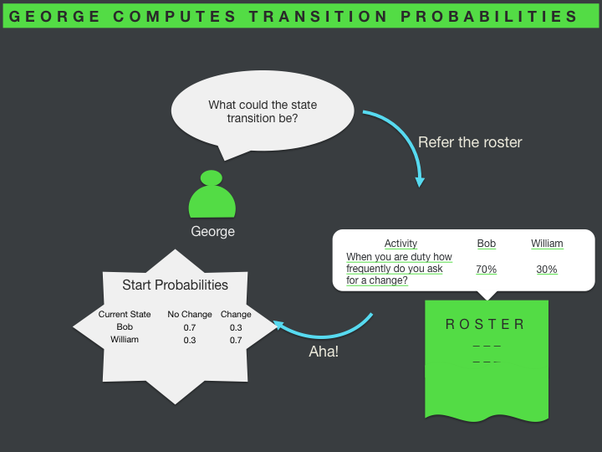 GEORGE COMPUTES TRANSITION PROBABILITIES
What could the state
transition be?
Refer the roster
George
Activity Bob William
When you are duty how
frequently do you ask 70% 30%
for a change?
Start Probabilities
Current State No Change Change
Bob 0.7 0.3
William 0.3 0.7
Aha!
ROSTER